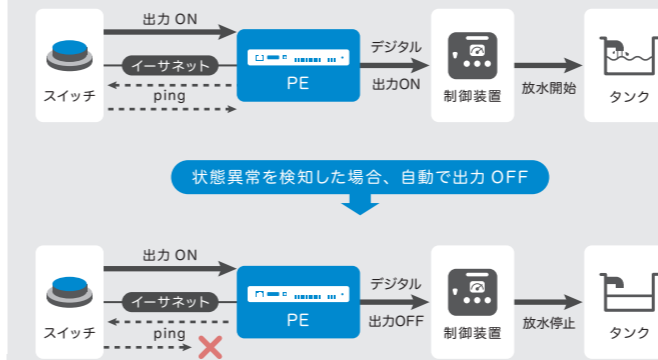 出力 ON
イーサネット
ping
スイッチ
PE
デジタル
出力ON
制御装置
放水開始
タンク
状態異常を検知した場合、自動で出力 OFF
出力 ON
イーサネット
ping
スイッチ
PE
デジタル
出力OFF
制御装置
放水停止
タンク